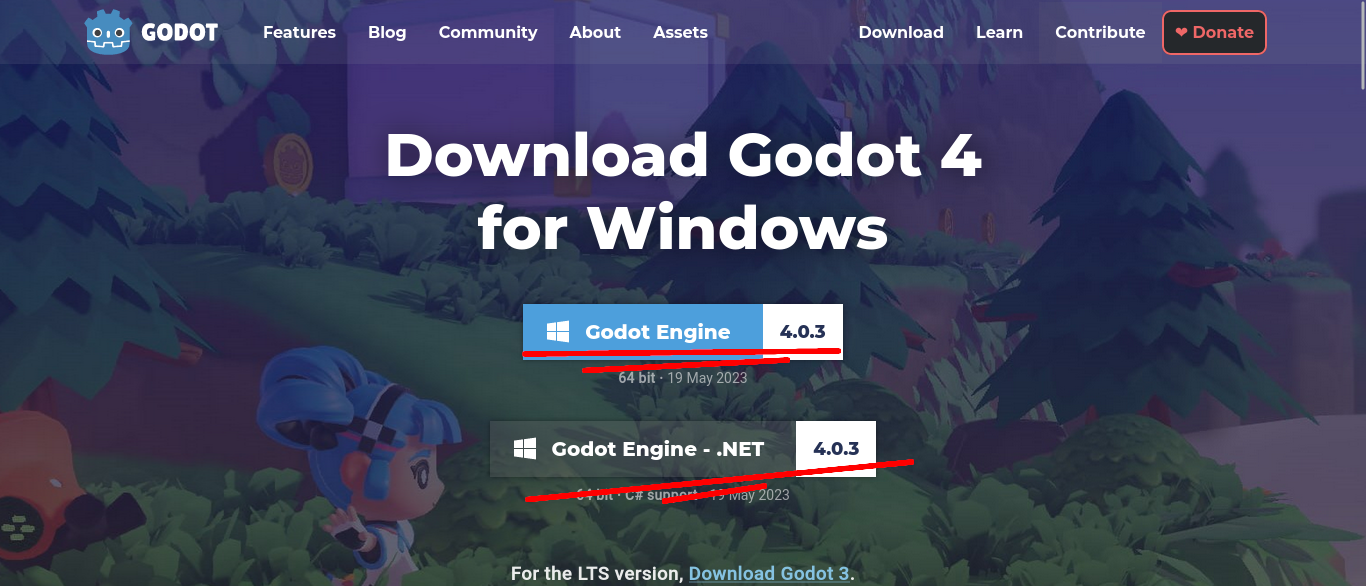 GODOT Features Blog Community About Assets Download Learn Contribute ❤ Donate
Download Godot 4
for Windows
Godot Engine 4.0.3
64 bit · 19 May 2023
Godot Engine - .NET 4.0.3
64 bit · C# support · 19 May 2023
For the LTS version, Download Godot 3.